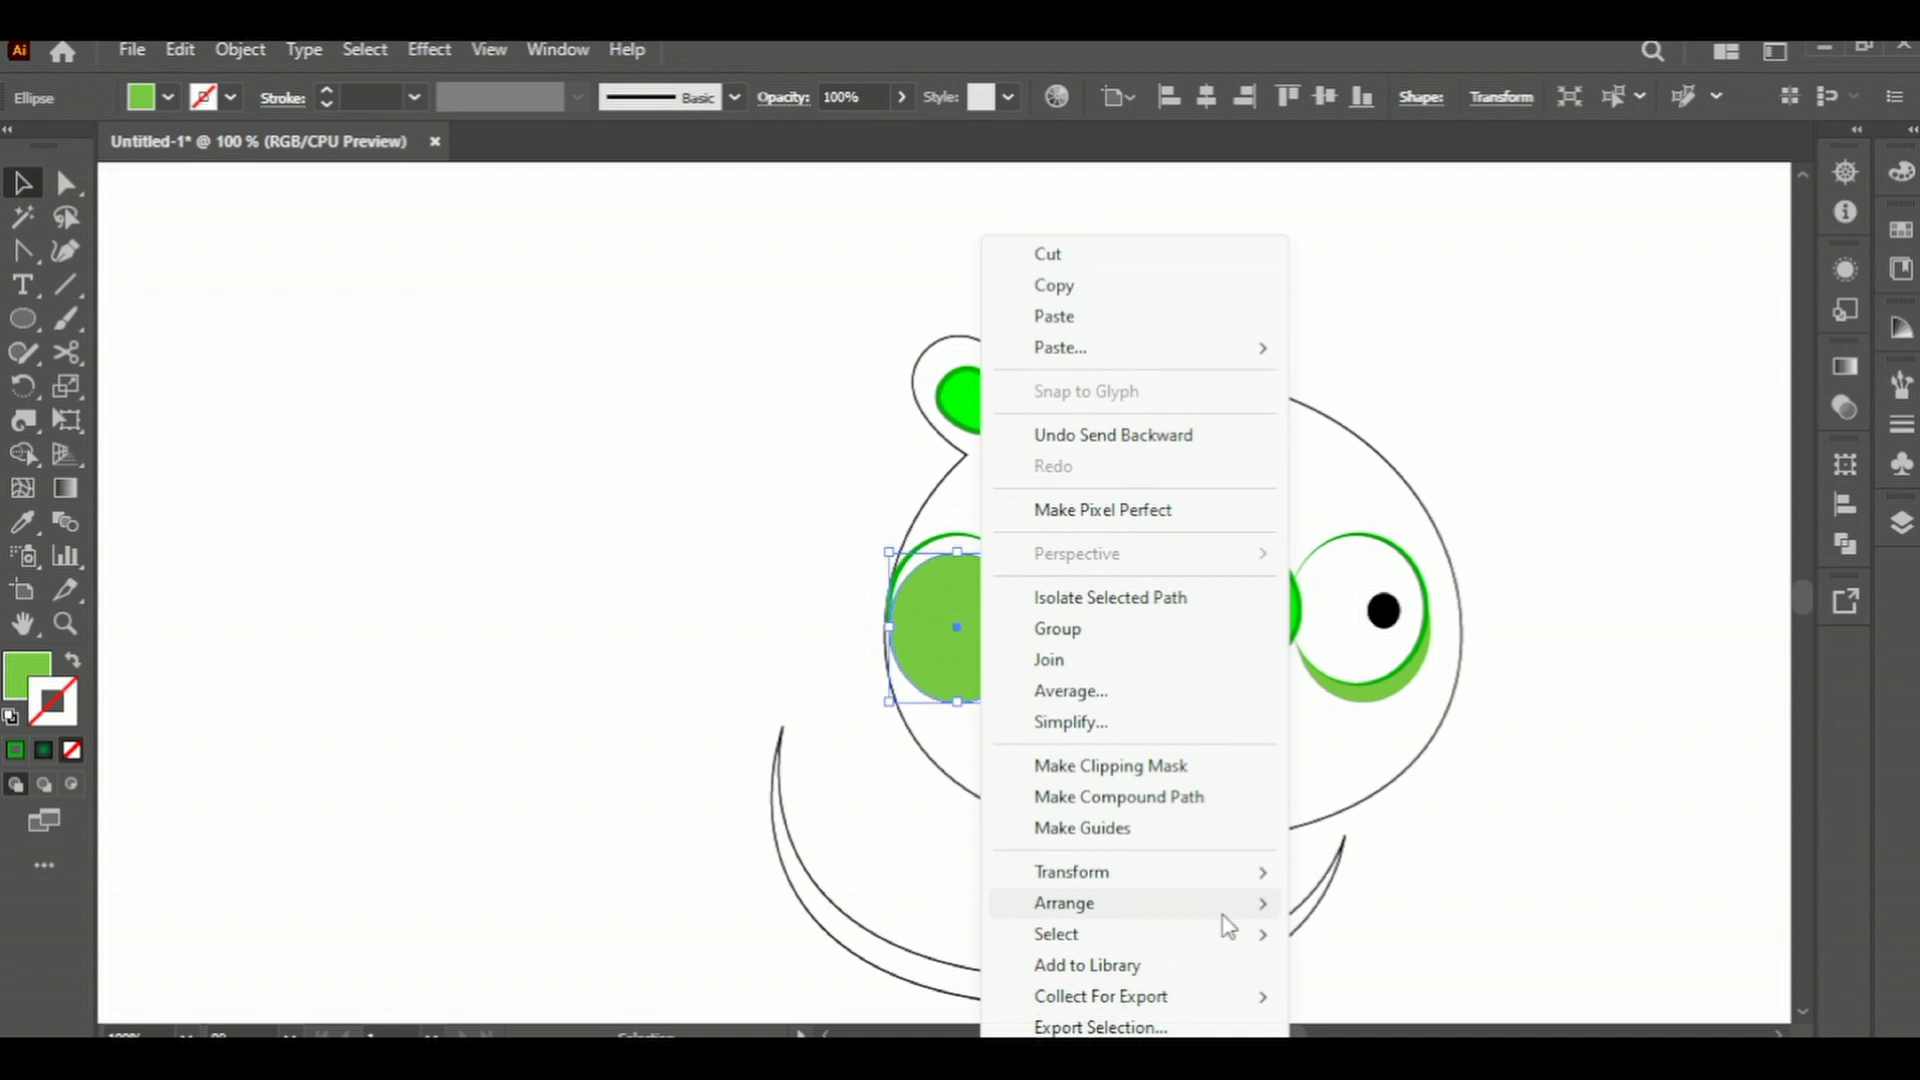 Ai File Edit Object Type Select Effect View Window Help
Ellipse Stroke: Basic Opacity: 100% Style: Shape: Transform
Untitled-1* @ 100 % (RGB/CPU Preview)
Cut
Copy
Paste
Paste...
Snap to Glyph
Undo Send Backward
Redo
Make Pixel Perfect
Perspective
Isolate Selected Path
Group
Join
Average...
Simplify...
Make Clipping Mask
Make Compound Path
Make Guides
Transform
Arrange
Select
Add to Library
Collect For Export
Export Selection...